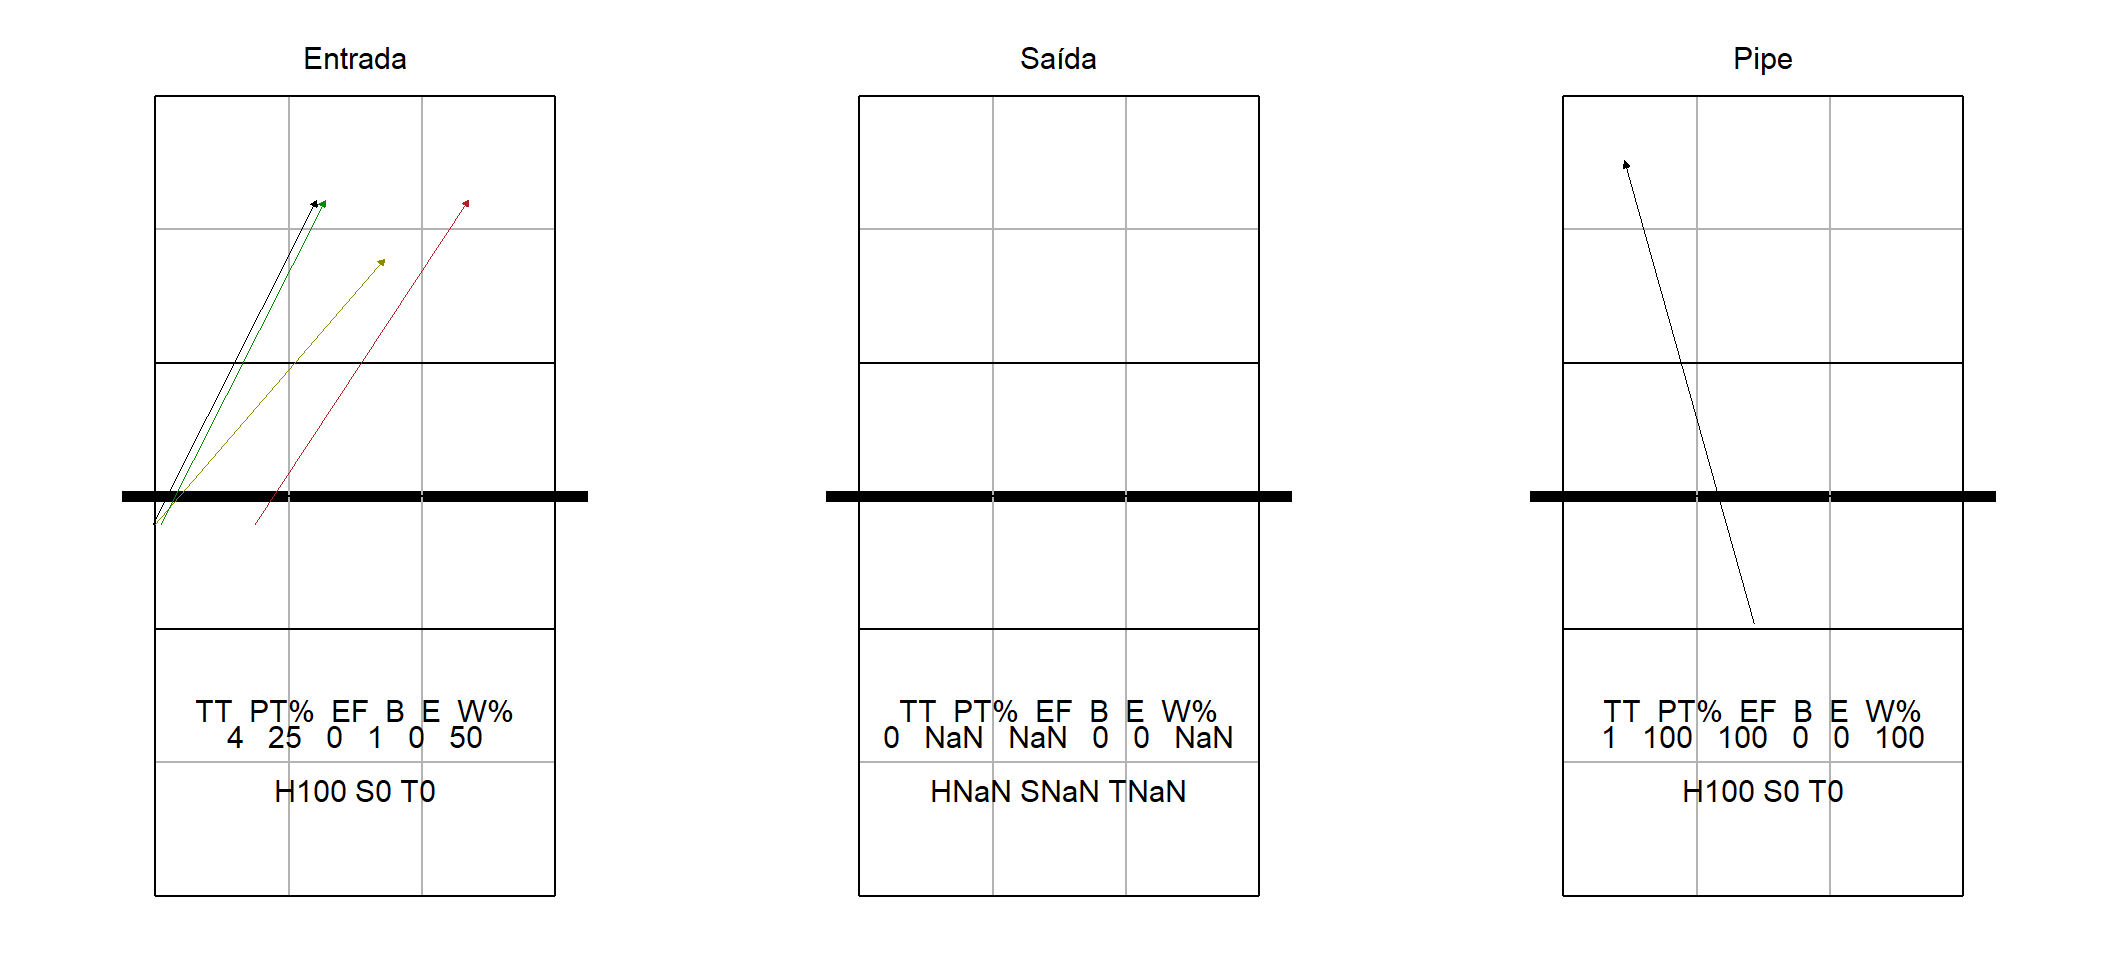 Entrada
TT PT% EF B E W%
4 25 0 1 0 50
H100 S0 T0
Saída
TT PT% EF B E W%
0 NaN NaN 0 0 NaN
HNaN SNaN TNaN
Pipe
TT PT% EF B E W%
1 100 100 0 0 100
H100 S0 T0